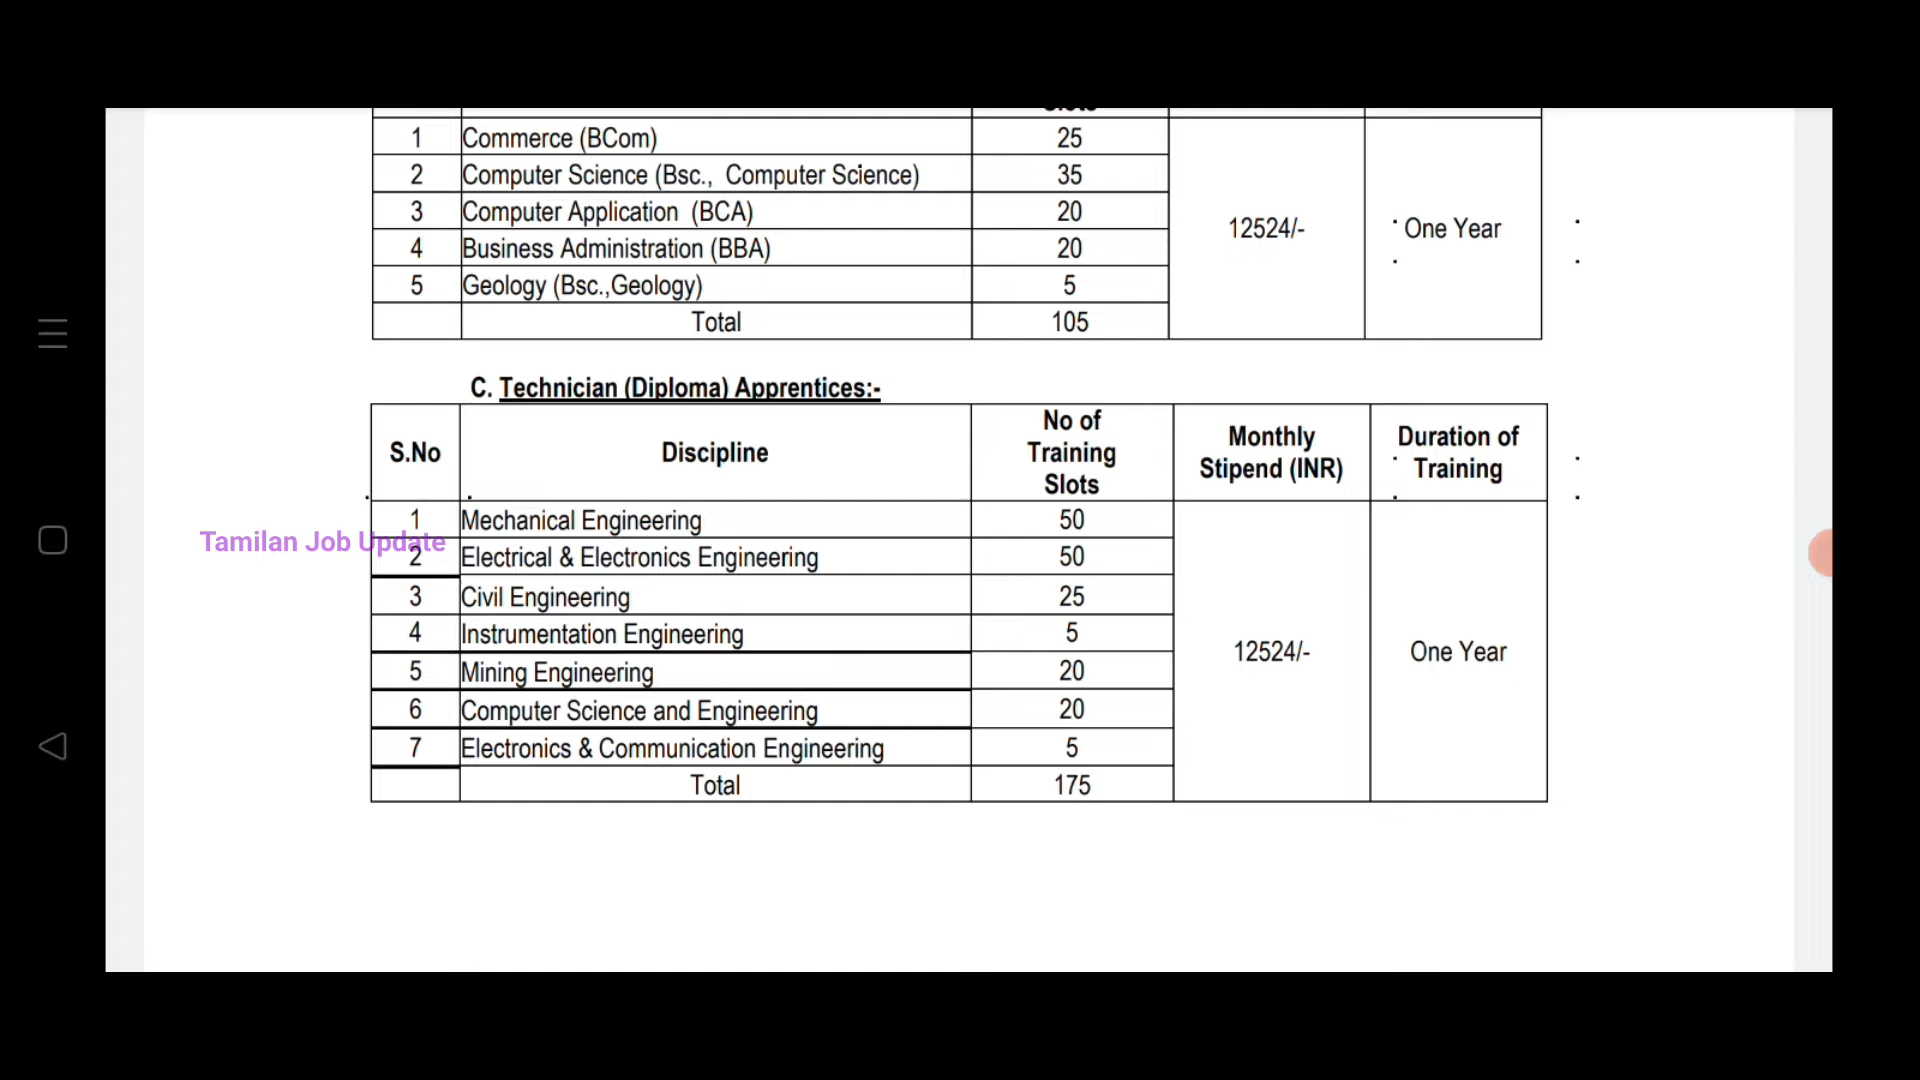 1 Commerce (BCom) 25
2 Computer Science (Bsc., Computer Science) 35
3 Computer Application (BCA) 20
12524/- One Year
4 Business Administration (BBA) 20
5 Geology (Bsc.,Geology) 5
Total 105
C. Technician (Diploma) Apprentices:-
S.No Discipline No of Training Slots Monthly Stipend (INR) Duration of Training
1 Mechanical Engineering 50
Tamilan Job Update
2 Electrical & Electronics Engineering 50
3 Civil Engineering 25
4 Instrumentation Engineering 5
12524/- One Year
5 Mining Engineering 20
6 Computer Science and Engineering 20
7 Electronics & Communication Engineering 5
Total 175